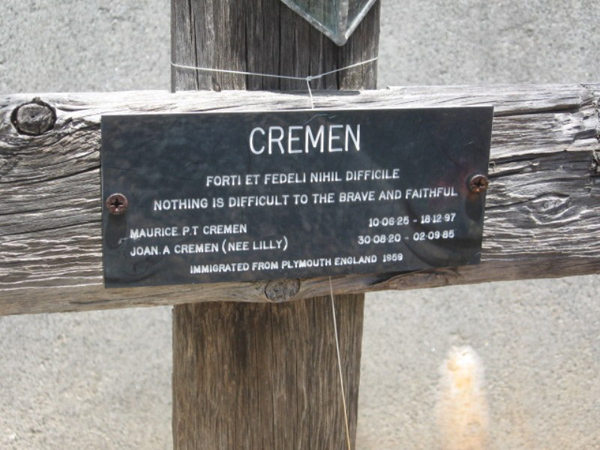 CREMEN
FORTI ET FEDELI NIHIL DIFFICILE
NOTHING IS DIFFICULT TO THE BRAVE AND FAITHFUL
MAURICE. P.T CREMEN 10·06·25 - 18·12·97
JOAN. A CREMEN (NEE LILLY) 30·08·20 - 02·09·85
IMMIGRATED FROM PLYMOUTH ENGLAND 1959